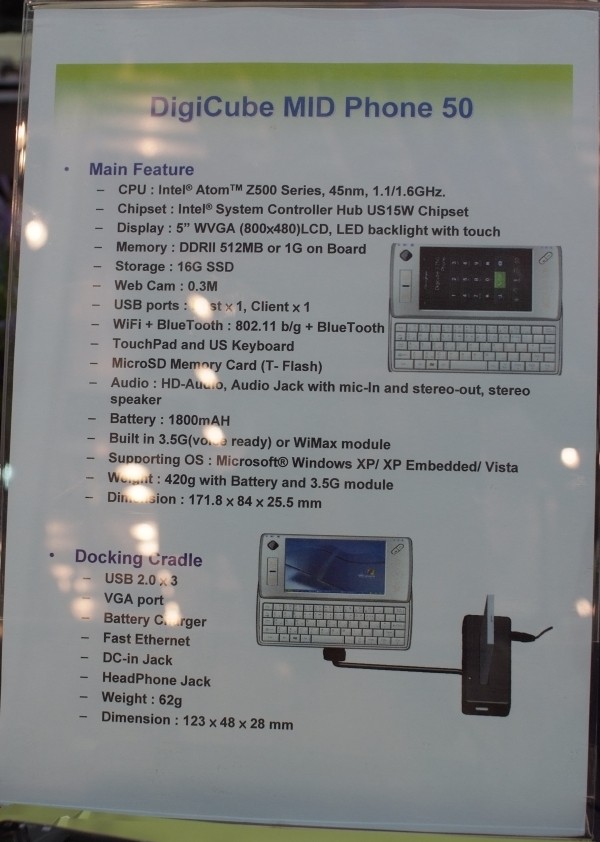 DigiCube MID Phone 50
• Main Feature
– CPU : Intel® Atom™ Z500 Series, 45nm, 1.1/1.6GHz.
– Chipset : Intel® System Controller Hub US15W Chipset
– Display : 5” WVGA (800x480)LCD, LED backlight with touch
– Memory : DDRII 512MB or 1G on Board
– Storage : 16G SSD
– Web Cam : 0.3M
– USB ports : x 1, Client x 1
– WiFi + BlueTooth : 802.11 b/g + BlueTooth
– TouchPad and US Keyboard
– MicroSD Memory Card (T- Flash)
– Audio : HD-Audio, Audio Jack with mic-In and stereo-out, stereo
speaker
– Battery : 1800mAH
– Built in 3.5G(voice ready) or WiMax module
– Supporting OS : Microsoft® Windows XP/ XP Embedded/ Vista
– Weight : 420g with Battery and 3.5G module
– Dimension : 171.8 x 84 x 25.5 mm
• Docking Cradle
– USB 2.0 x 3
– VGA port
– Battery Charger
– Fast Ethernet
– DC-in Jack
– HeadPhone Jack
– Weight : 62g
– Dimension : 123 x 48 x 28 mm